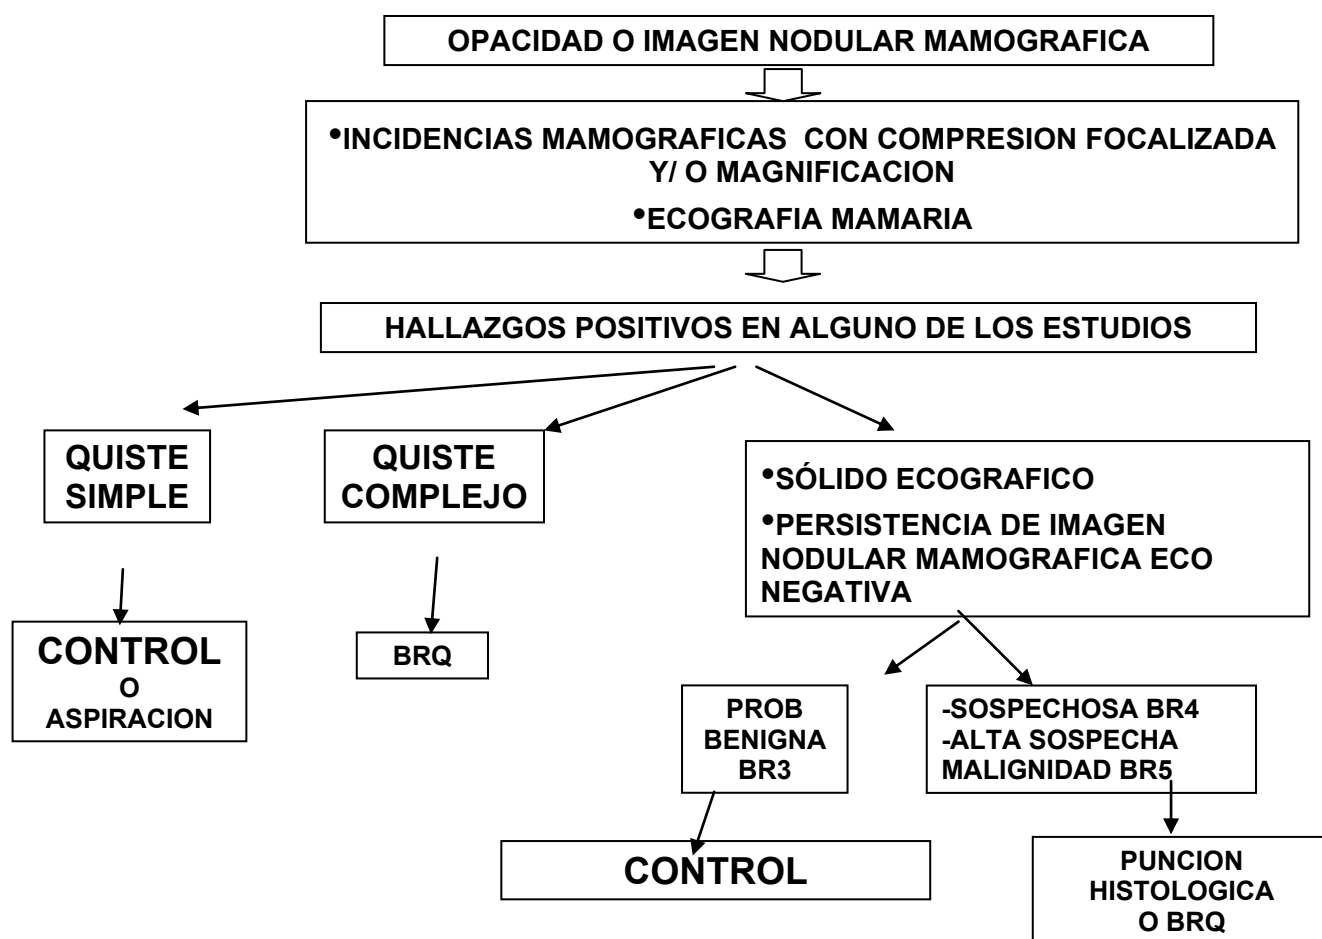 OPACIDAD O IMAGEN NODULAR MAMOGRAFICA
•INCIDENCIAS MAMOGRAFICAS CON COMPRESION FOCALIZADA
Y/ O MAGNIFICACION
•ECOGRAFIA MAMARIA
HALLAZGOS POSITIVOS EN ALGUNO DE LOS ESTUDIOS
QUISTE
SIMPLE
QUISTE
COMPLEJO
•SÓLIDO ECOGRAFICO
•PERSISTENCIA DE IMAGEN
NODULAR MAMOGRAFICA ECO
NEGATIVA
CONTROL
O
ASPIRACION
BRQ
PROB
BENIGNA
BR3
-SOSPECHOSA BR4
-ALTA SOSPECHA
MALIGNIDAD BR5
CONTROL
PUNCION
HISTOLOGICA
O BRQ